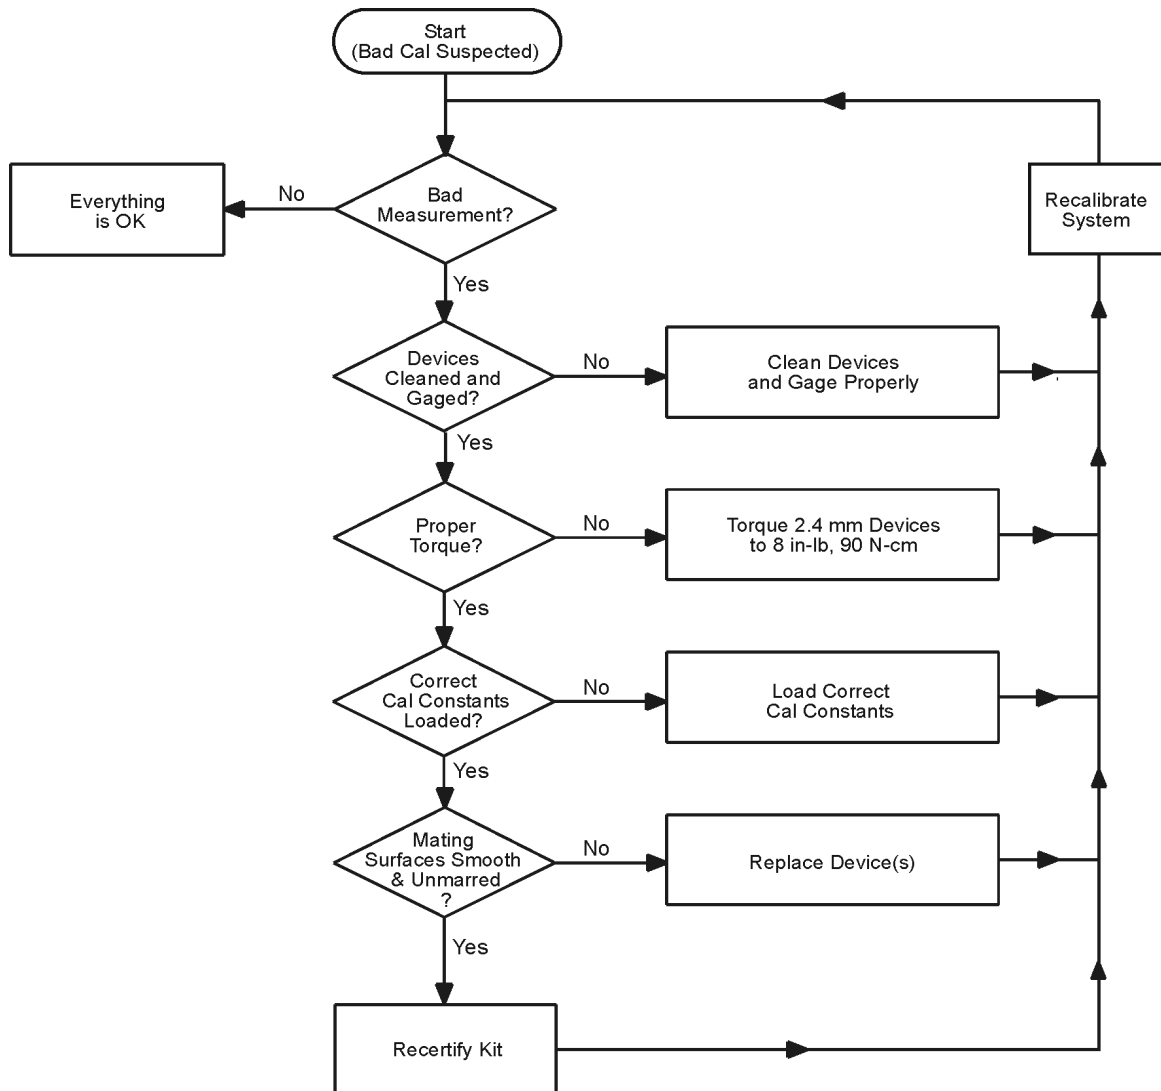 Start
(Bad Cal Suspected)
Everything
is OK
No
Bad
Measurement?
Recalibrate
System
Yes
Devices
Cleaned and
Gaged?
No
Clean Devices
and Gage Properly
Yes
Proper
Torque?
No
Torque 2.4 mm Devices
to 8 in-lb, 90 N-cm
Yes
Correct
Cal Constants
Loaded?
No
Load Correct
Cal Constants
Yes
Mating
Surfaces Smooth
& Unmarred
?
No
Replace Device(s)
Yes
Recertify Kit